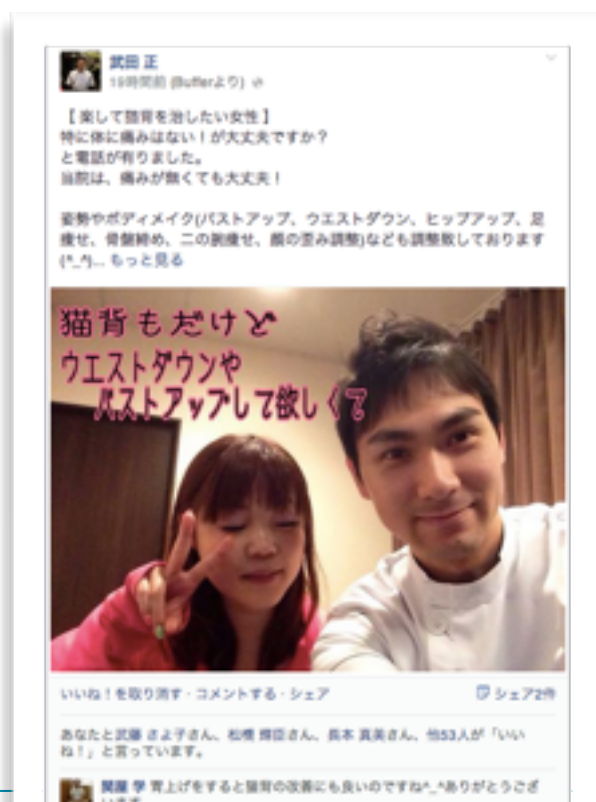 武田 正
19時間前 (Bufferより)
【 楽して猫背を治したい女性 】
特に体に痛みはない！が大丈夫ですか？
と電話が有りました。
当院は、痛みが無くても大丈夫！
姿勢やボディメイク(バストアップ、ウエストダウン、ヒップアップ、足
痩せ、骨盤締め、二の腕痩せ、顔の歪み調整)なども調整致しております
(^_^)... もっと見る
猫背もだけど
ウエストダウンや
バストアップして欲しくて
いいね！を取り消す · コメントする · シェア
シェア2件
あなたと武藤 さよ子さん、松橋 輝臣さん、長本 真美さん、他53人が「いい
ね！」と言っています。
関屋 学 胃上げをすると猫背の改善にも良いのですね^_^ありがとうござ
います